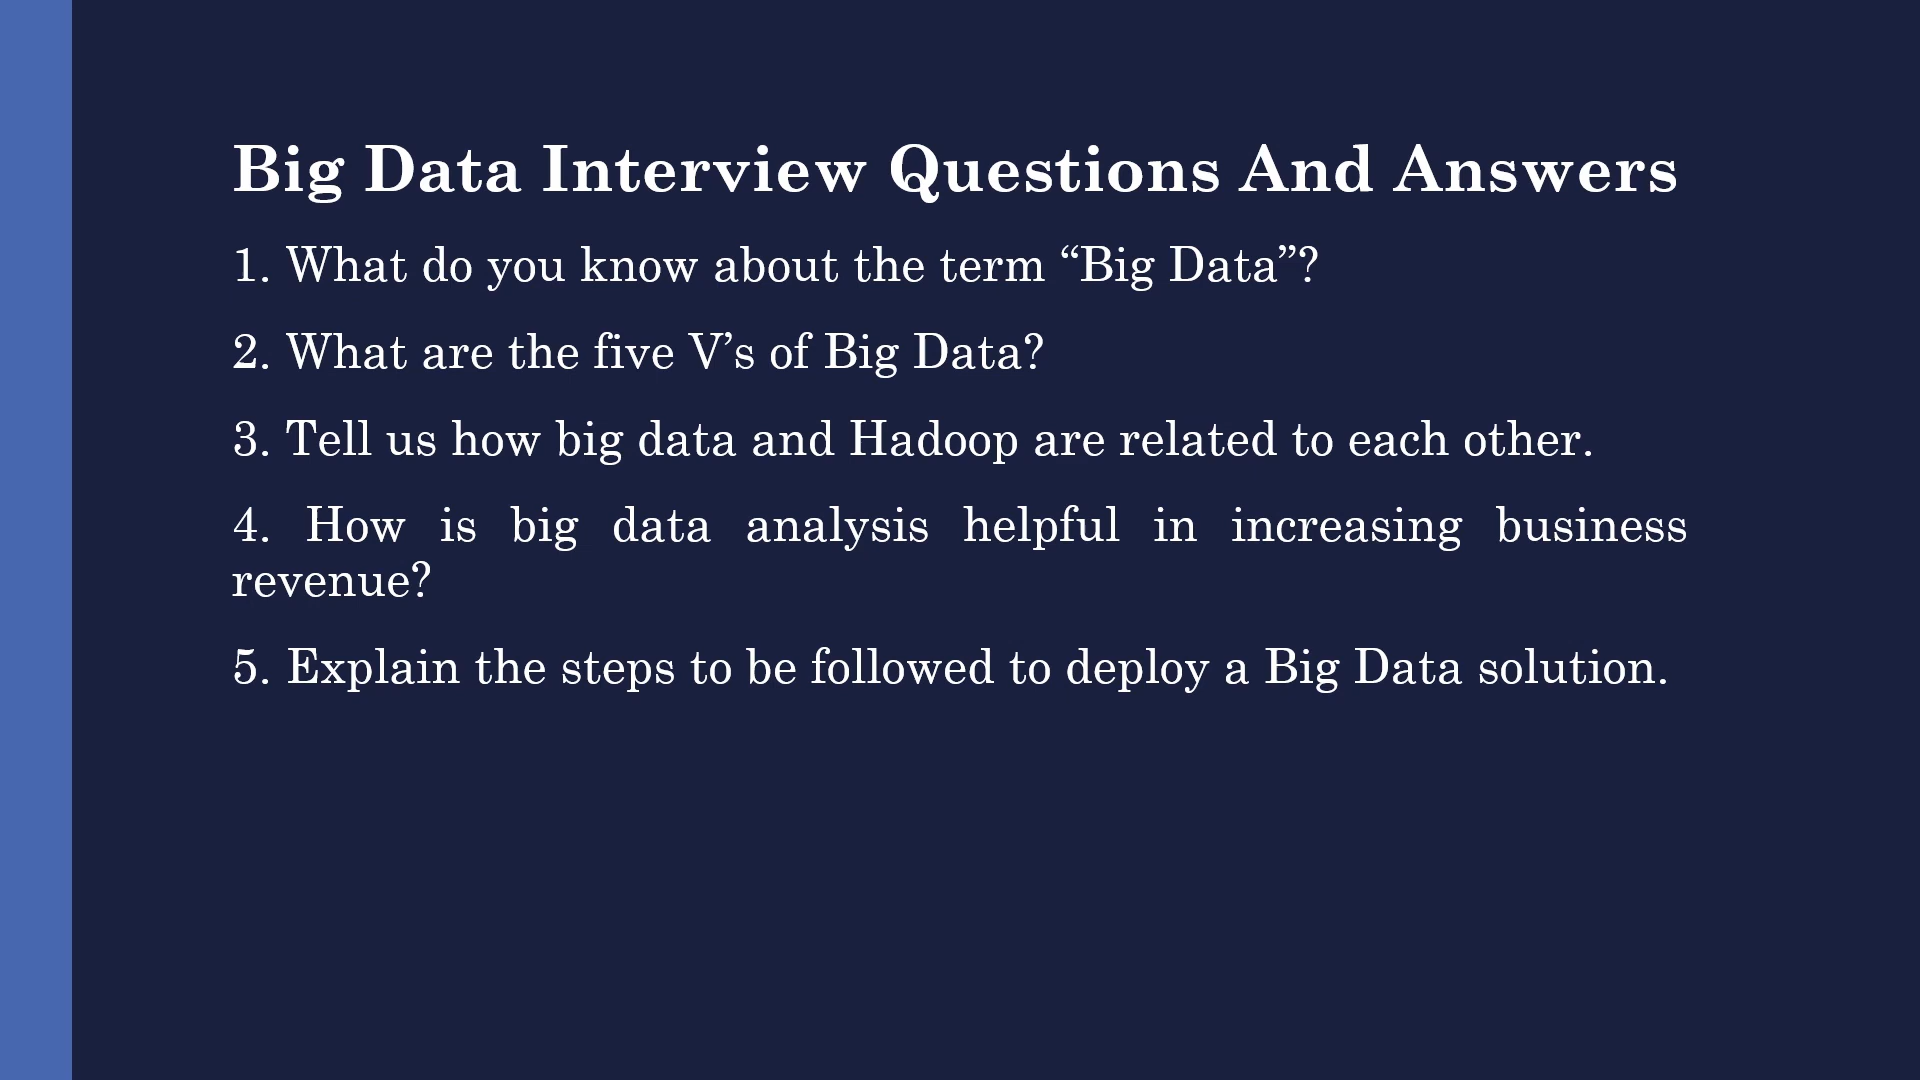 Big Data Interview Questions And Answers
1. What do you know about the term “Big Data”?
2. What are the five V’s of Big Data?
3. Tell us how big data and Hadoop are related to each other.
4. How is big data analysis helpful in increasing business
revenue?
5. Explain the steps to be followed to deploy a Big Data solution.